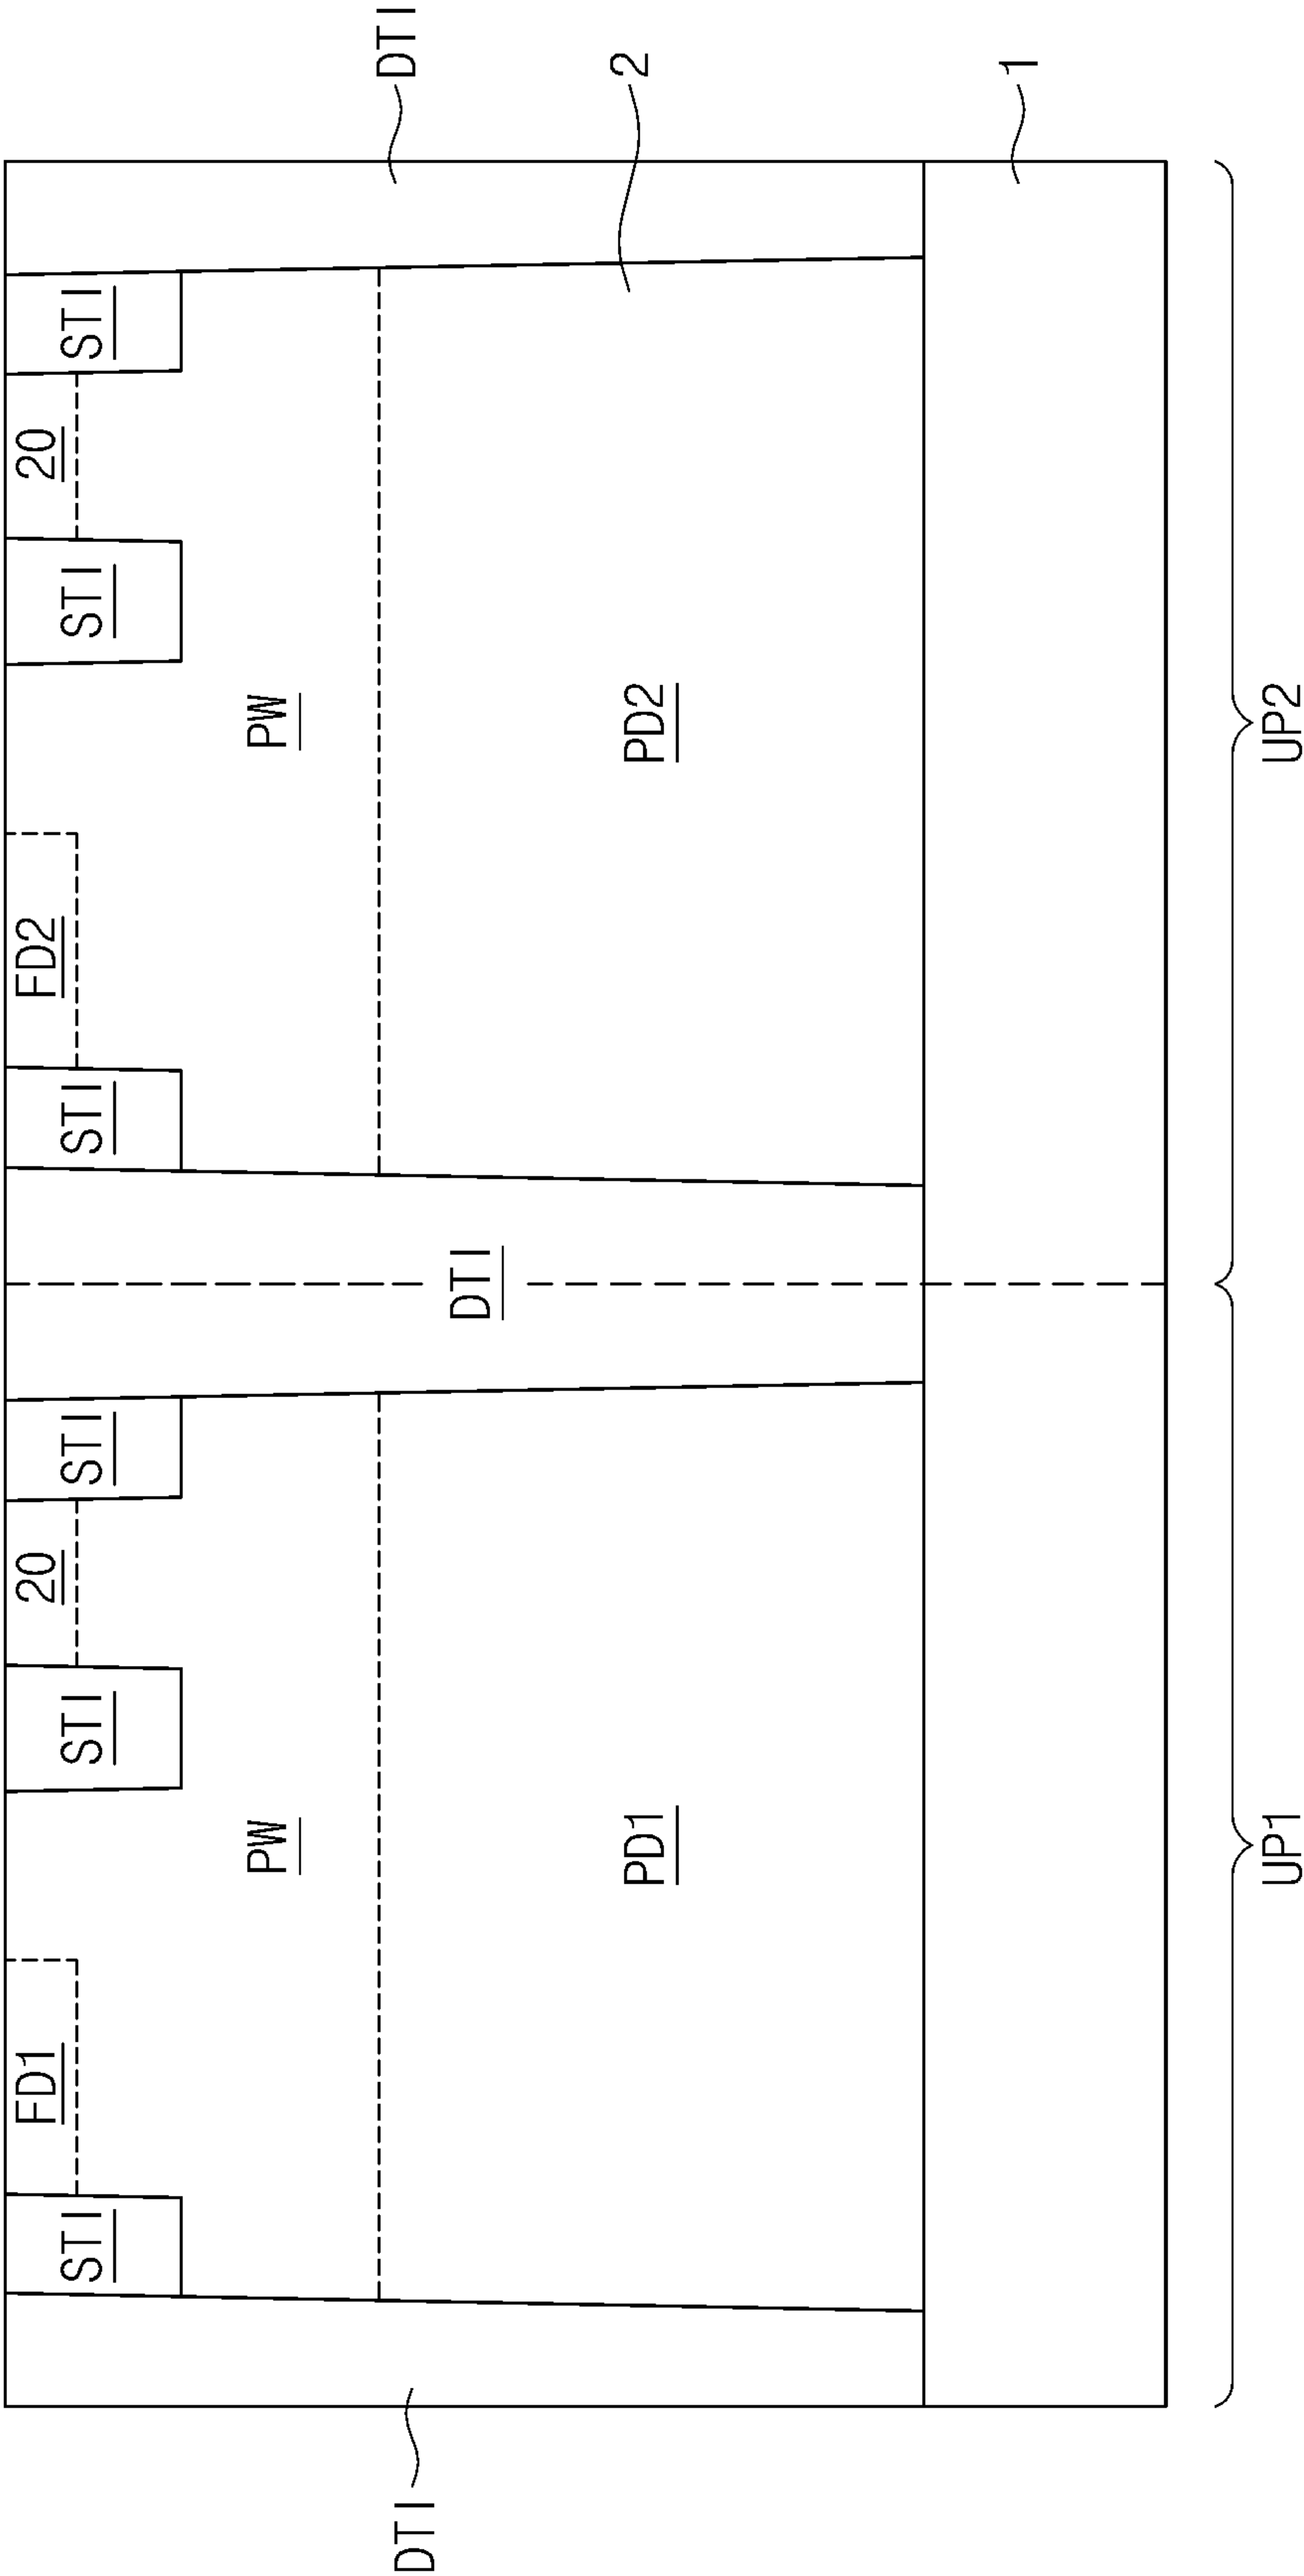 FD1 20 FD2 20
STI STI STI STI STI STI
PW PW
DTI DTI DTI
PD1 PD2 2
1
UP1 UP2